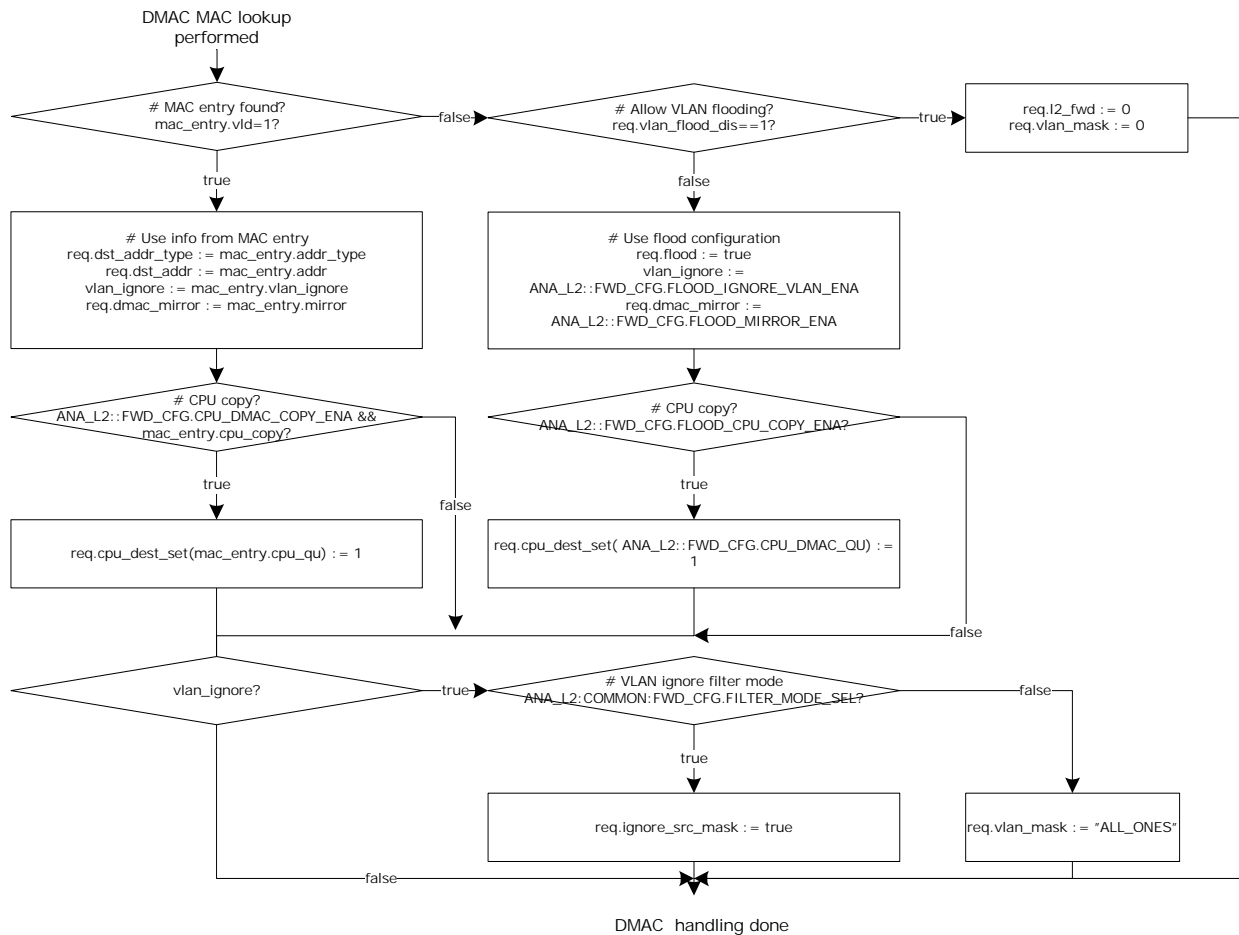 DMAC MAC lookup
performed
# MAC entry found?
mac_entry.vld=1?
false
# Allow VLAN flooding?
req.vlan_flood_dis==1?
true
req.l2_fwd := 0
req.vlan_mask := 0
true
false
# Use info from MAC entry
req.dst_addr_type := mac_entry.addr_type
req.dst_addr := mac_entry.addr
vlan_ignore := mac_entry.vlan_ignore
req.dmac_mirror := mac_entry.mirror
# Use flood configuration
req.flood := true
vlan_ignore :=
ANA_L2::FWD_CFG.FLOOD_IGNORE_VLAN_ENA
req.dmac_mirror :=
ANA_L2::FWD_CFG.FLOOD_MIRROR_ENA
# CPU copy?
ANA_L2::FWD_CFG.CPU_DMAC_COPY_ENA &&
mac_entry.cpu_copy?
# CPU copy?
ANA_L2::FWD_CFG.FLOOD_CPU_COPY_ENA?
true
false
true
req.cpu_dest_set(mac_entry.cpu_qu) := 1
req.cpu_dest_set( ANA_L2::FWD_CFG.CPU_DMAC_QU) :=
1
false
vlan_ignore?
true
# VLAN ignore filter mode
ANA_L2:COMMON:FWD_CFG.FILTER_MODE_SEL?
false
true
req.ignore_src_mask := true
req.vlan_mask := "ALL_ONES"
false
DMAC  handling done